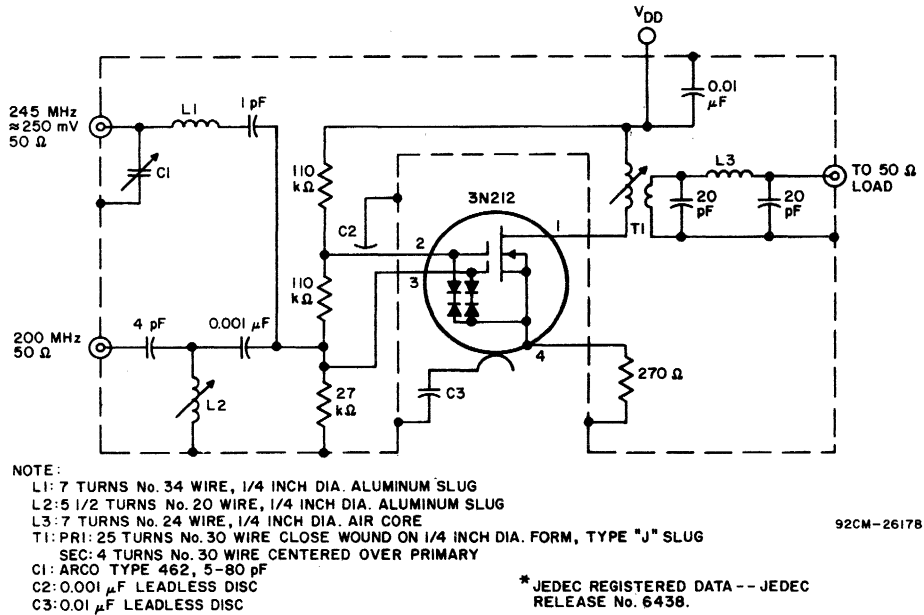 VDD
0.01
µF
245 MHz
≈250 mV
50 Ω
L1
1 pF
C1
110
kΩ
C2
3N212
1
2
3
4
T1
L3
20
pF
20
pF
TO 50 Ω
LOAD
110
kΩ
200 MHz
50 Ω
4 pF
0.001 µF
L2
27
kΩ
C3
270 Ω
NOTE:
L1: 7 TURNS No. 34 WIRE, 1/4 INCH DIA. ALUMINUM SLUG
L2: 5 1/2 TURNS No. 20 WIRE, 1/4 INCH DIA. ALUMINUM SLUG
L3: 7 TURNS No. 24 WIRE, 1/4 INCH DIA. AIR CORE
T1: PRI: 25 TURNS No. 30 WIRE CLOSE WOUND ON 1/4 INCH DIA. FORM, TYPE "J" SLUG
SEC: 4 TURNS No. 30 WIRE CENTERED OVER PRIMARY
C1: ARCO TYPE 462, 5-80 pF
C2: 0.001 µF LEADLESS DISC
C3: 0.01 µF LEADLESS DISC
92CM-26178
* JEDEC REGISTERED DATA -- JEDEC
RELEASE No. 6438.